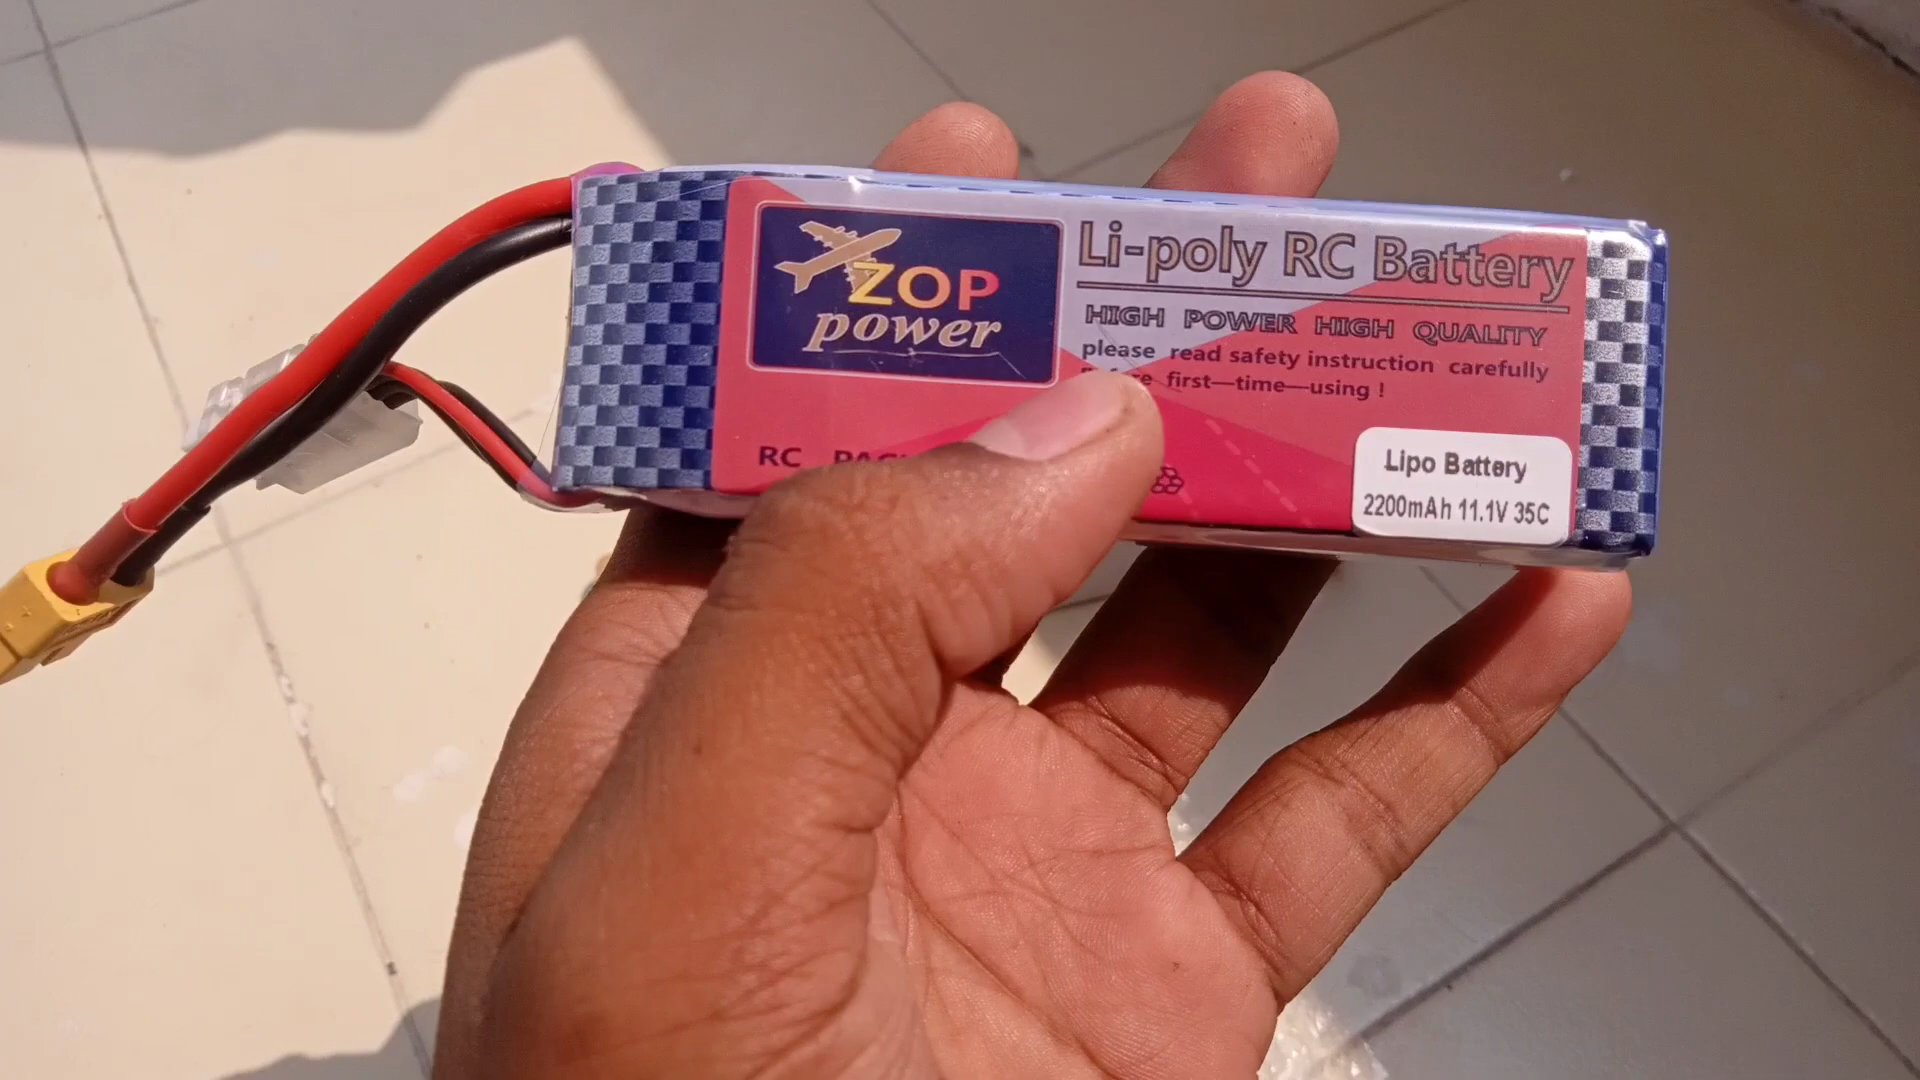 ZOP
power
Li-poly RC Battery
HIGH POWER HIGH QUALITY
please read safety instruction carefully
first—time—using !
RC
Lipo Battery
2200mAh 11.1V 35C